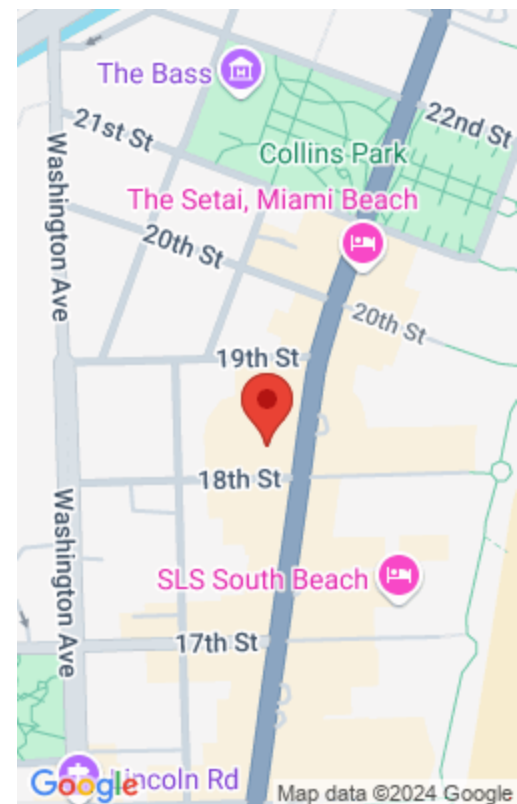 The Bass
22nd St
21st St
Collins Park
Washington Ave
The Setai, Miami Beach
20th St
20th St
19th St
18th St
Washington Ave
SLS South Beach
17th St
Lincoln Rd
Google
Map data ©2024 Google